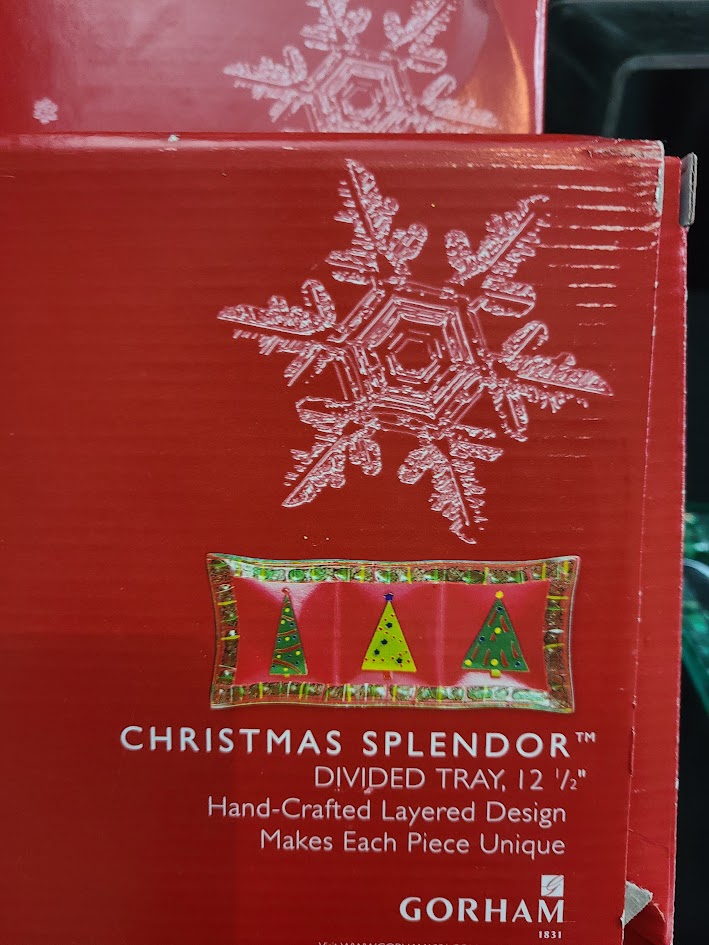 CHRISTMAS SPLENDOR™
DIVIDED TRAY, 12 ½"
Hand-Crafted Layered Design
Makes Each Piece Unique
GORHAM
1831